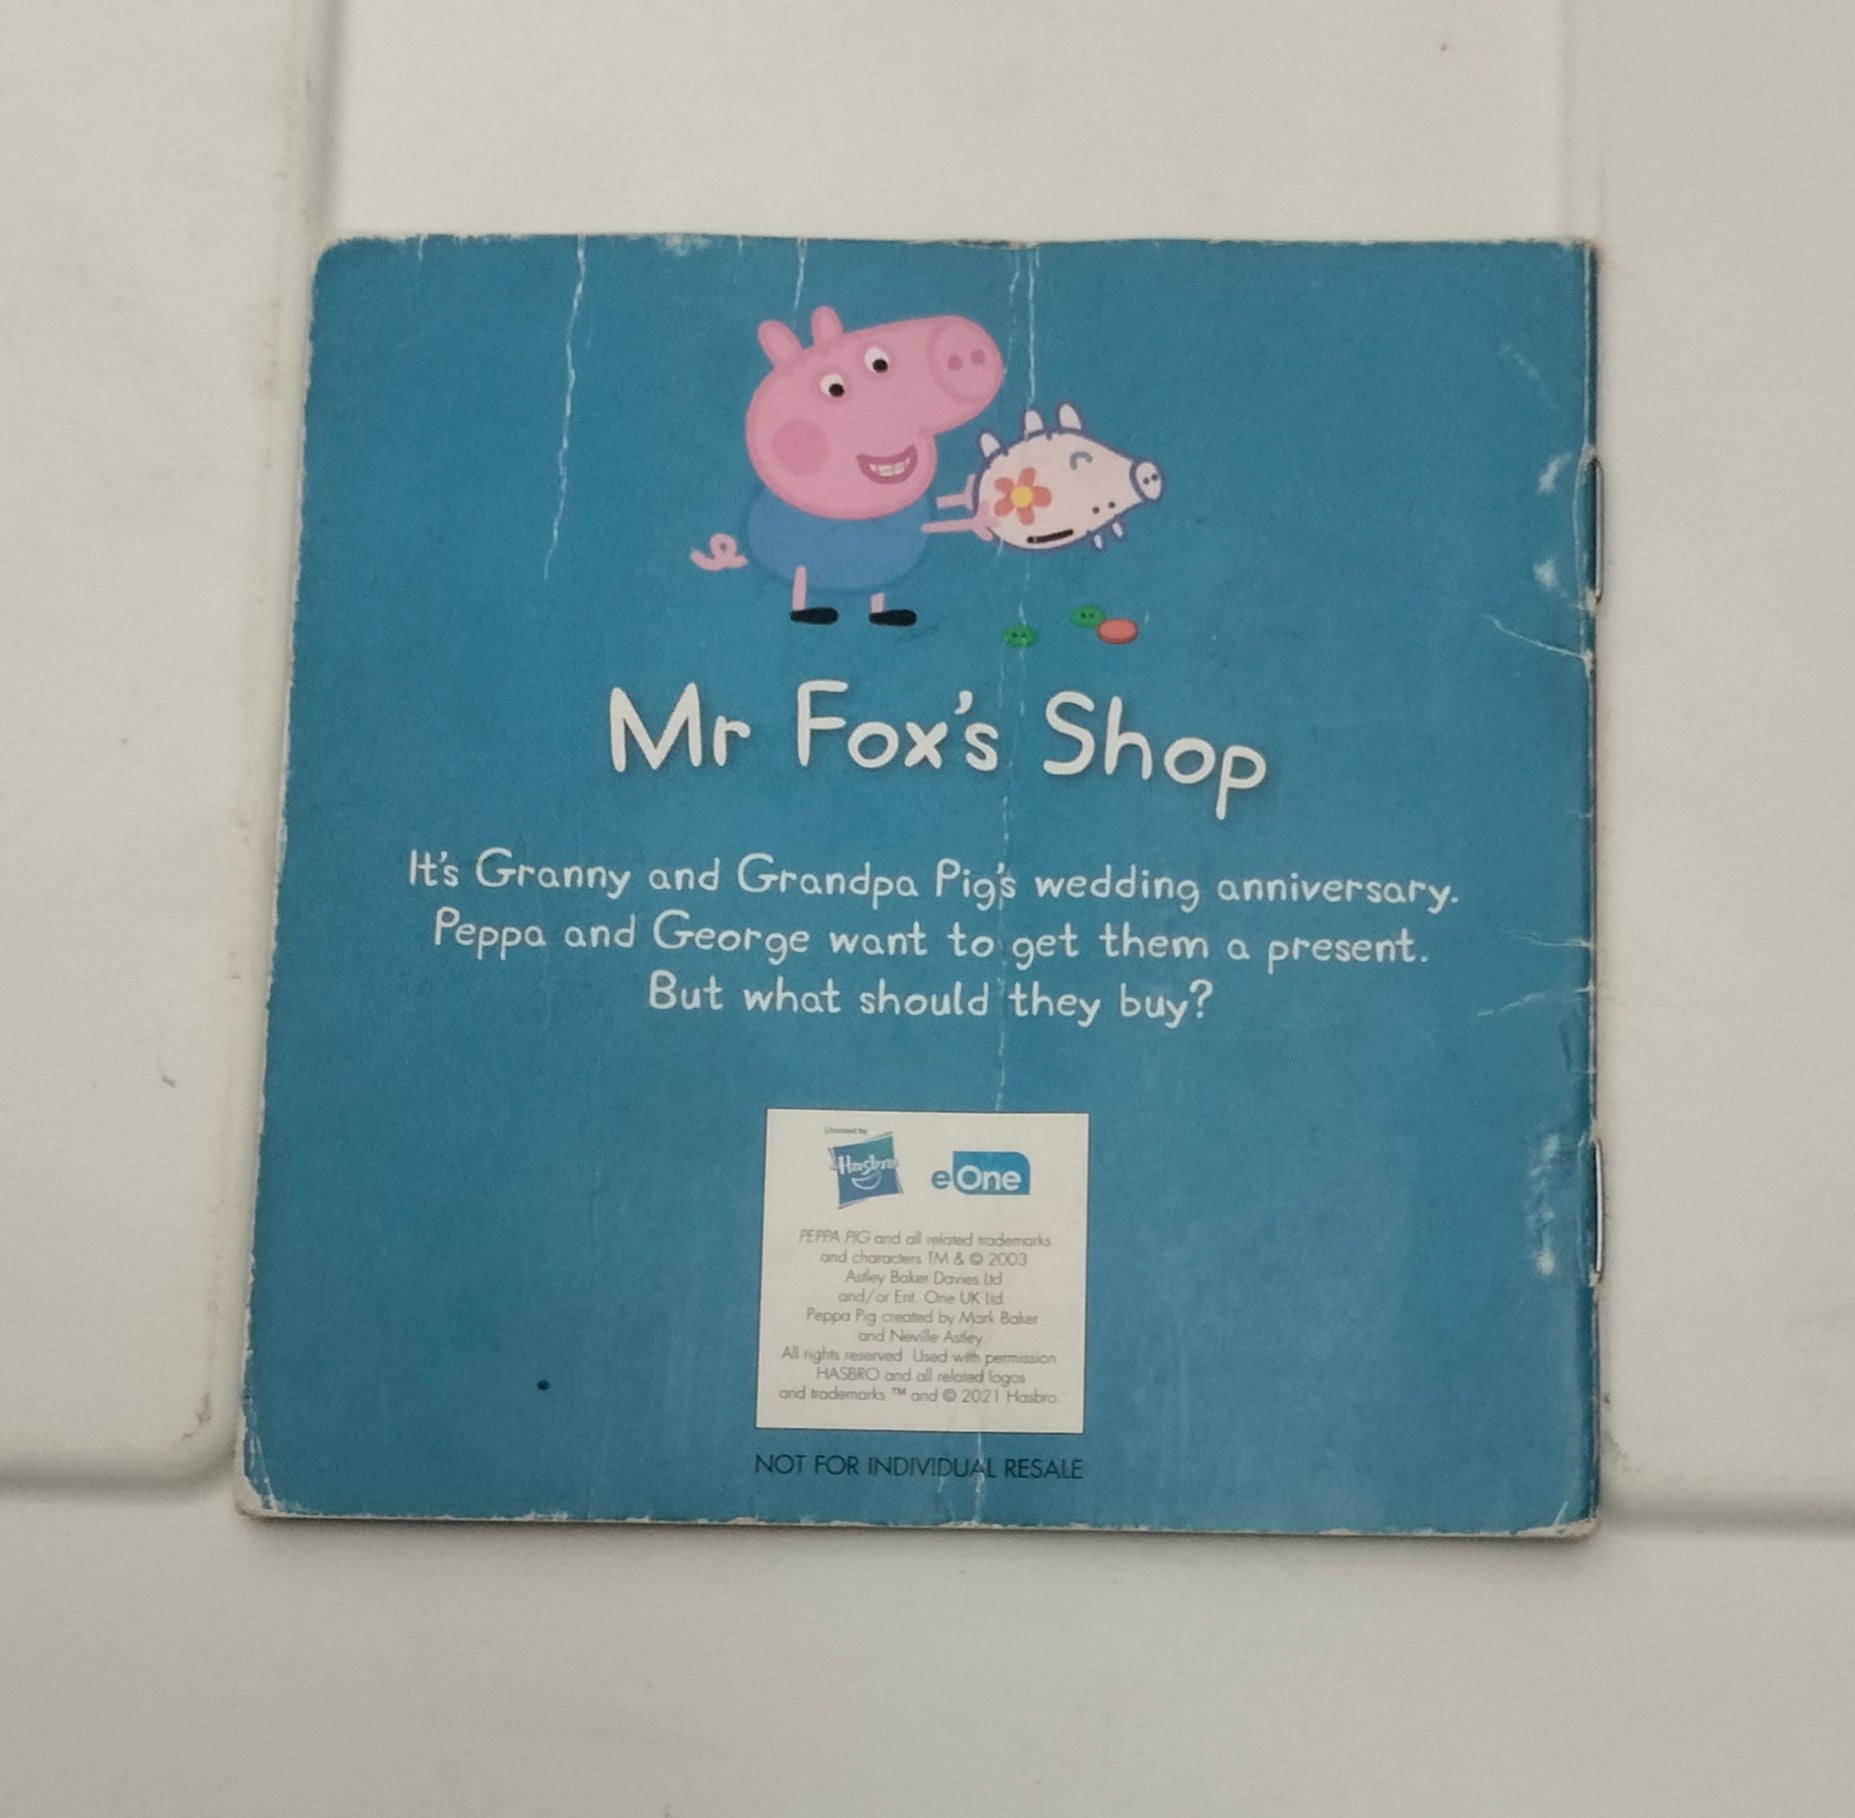 Mr Fox's Shop
It's Granny and Grandpa Pig's wedding anniversary.
Peppa and George want to get them a present.
But what should they buy?
Licensed by
Hasbro
eOne
PEPPA PIG and all related trademarks
and characters TM & © 2003
Astley Baker Davies Ltd
and/or Ent. One UK Ltd.
Peppa Pig created by Mark Baker
and Neville Astley
All rights reserved. Used with permission.
HASBRO and all related logos
and trademarks ™ and © 2021 Hasbro
NOT FOR INDIVIDUAL RESALE